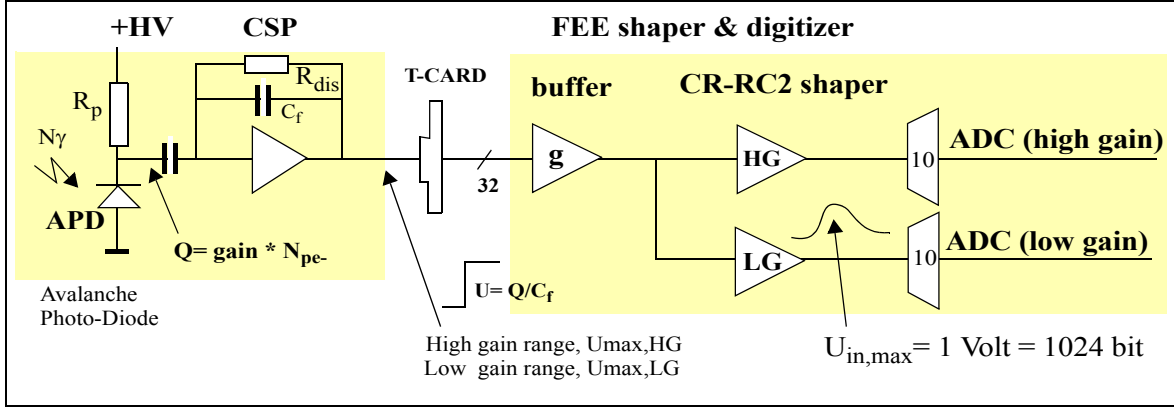 +HV
CSP
FEE shaper & digitizer
R_dis
T-CARD
R_p
C_f
buffer
CR-RC2 shaper
Nγ
g
HG
10
ADC (high gain)
32
APD
Q= gain * N_pe-
LG
10
ADC (low gain)
U= Q/C_f
Avalanche
Photo-Diode
High gain range, Umax,HG
Low gain range, Umax,LG
U_in,max= 1 Volt = 1024 bit